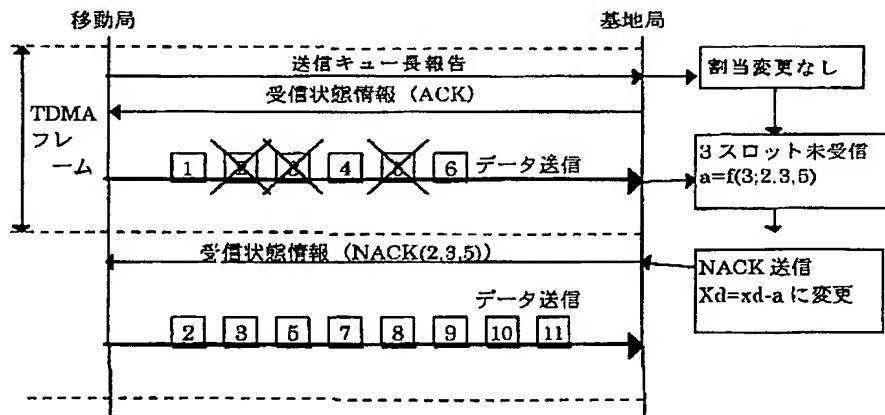 移動局
基地局
送信キュー長報告
割当変更なし
受信状態情報（ACK）
TDMA
フレ
ーム
1 2 3 4 5 6 データ送信
3スロット未受信
a=f(3;2,3,5)
受信状態情報（NACK(2,3,5)）
NACK 送信
Xd=xd-a に変更
データ送信
2 3 5 7 8 9 10 11